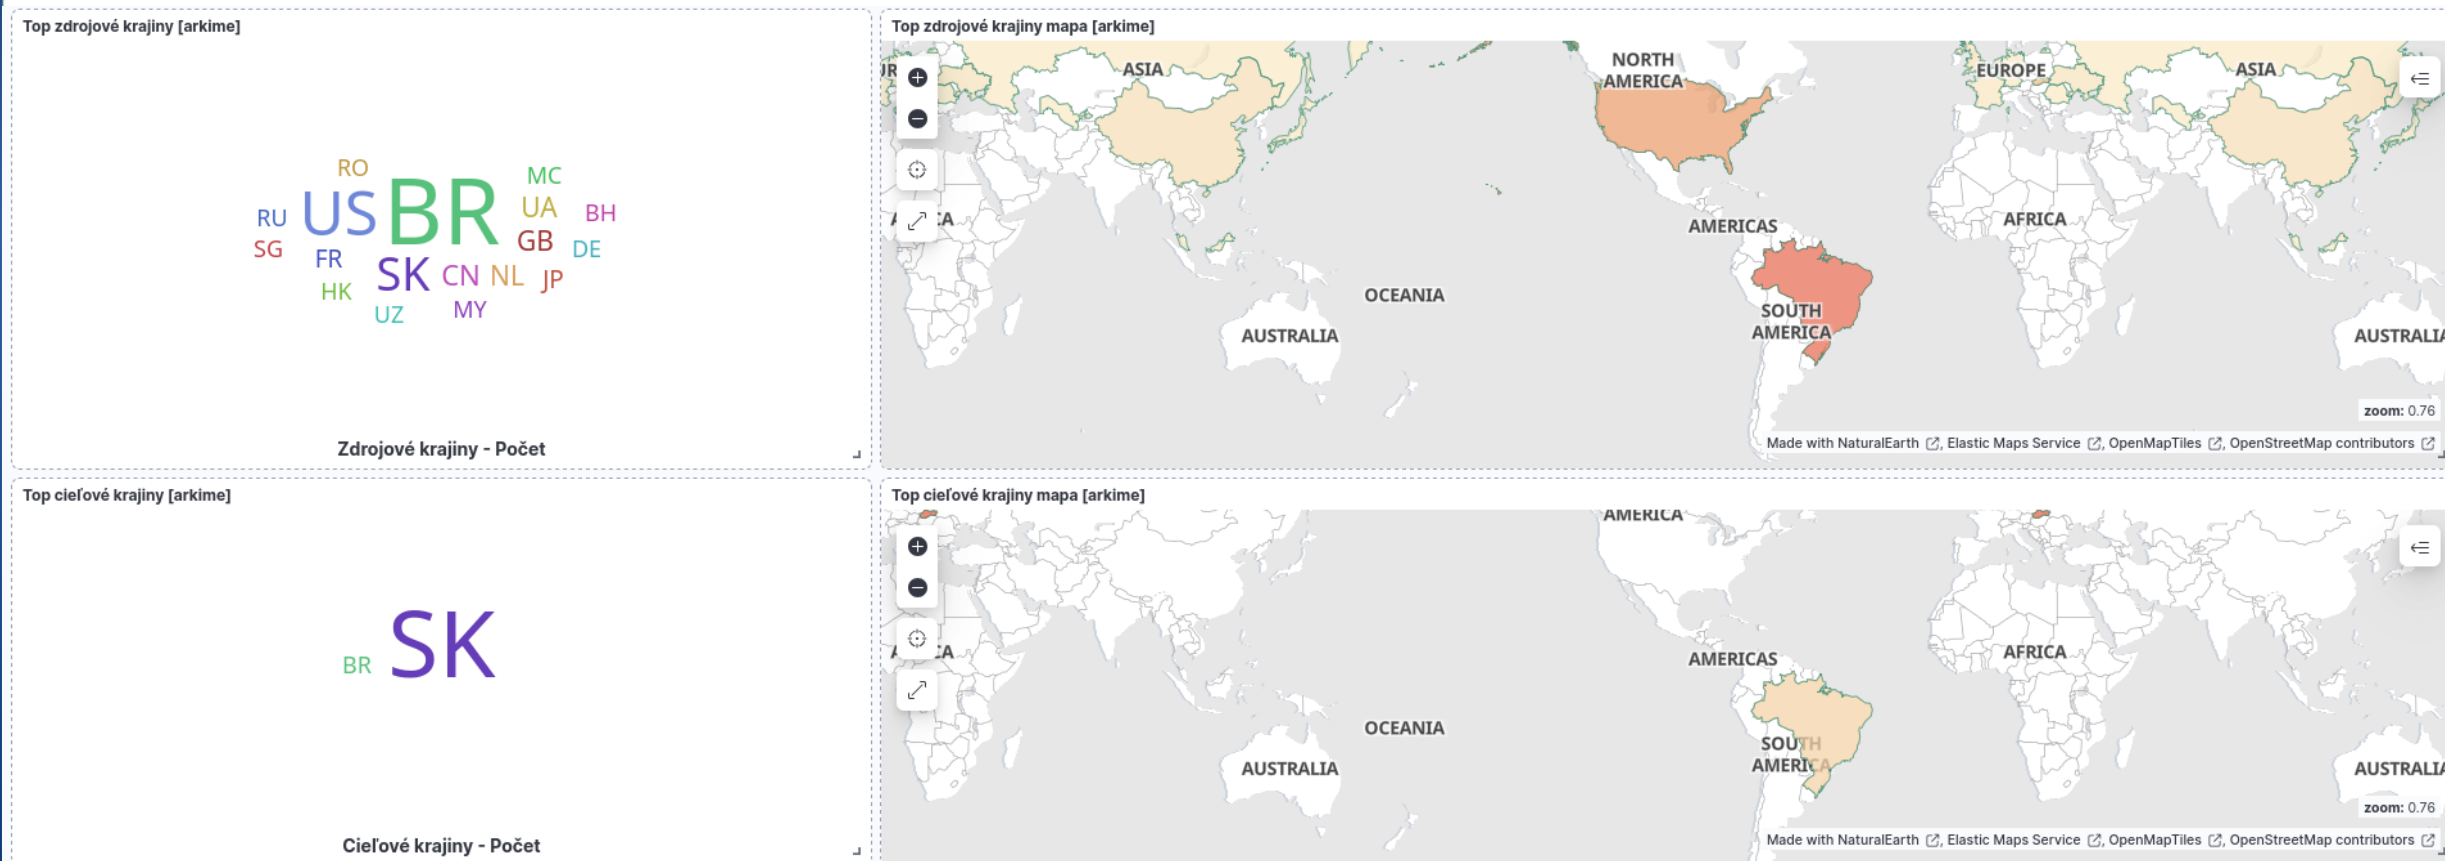 Top zdrojové krajiny [arkime]
RO
MC
US
BR
UA
BH
RU
GB
SG
FR
DE
SK
CN
NL
JP
HK
MY
UZ
Zdrojové krajiny - Počet
Top zdrojové krajiny mapa [arkime]
ASIA
NORTH
AMERICA
EUROPE
ASIA
AMERICAS
AFRICA
OCEANIA
SOUTH
AMERICA
AUSTRALIA
AUSTRALIA
zoom: 0.76
Made with NaturalEarth , Elastic Maps Service , OpenMapTiles , OpenStreetMap contributors
Top cieľové krajiny [arkime]
BR
SK
Cieľové krajiny - Počet
Top cieľové krajiny mapa [arkime]
AMERICA
AMERICAS
AFRICA
OCEANIA
SOUTH
AMERICA
AUSTRALIA
AUSTRALIA
zoom: 0.76
Made with NaturalEarth , Elastic Maps Service , OpenMapTiles , OpenStreetMap contributors